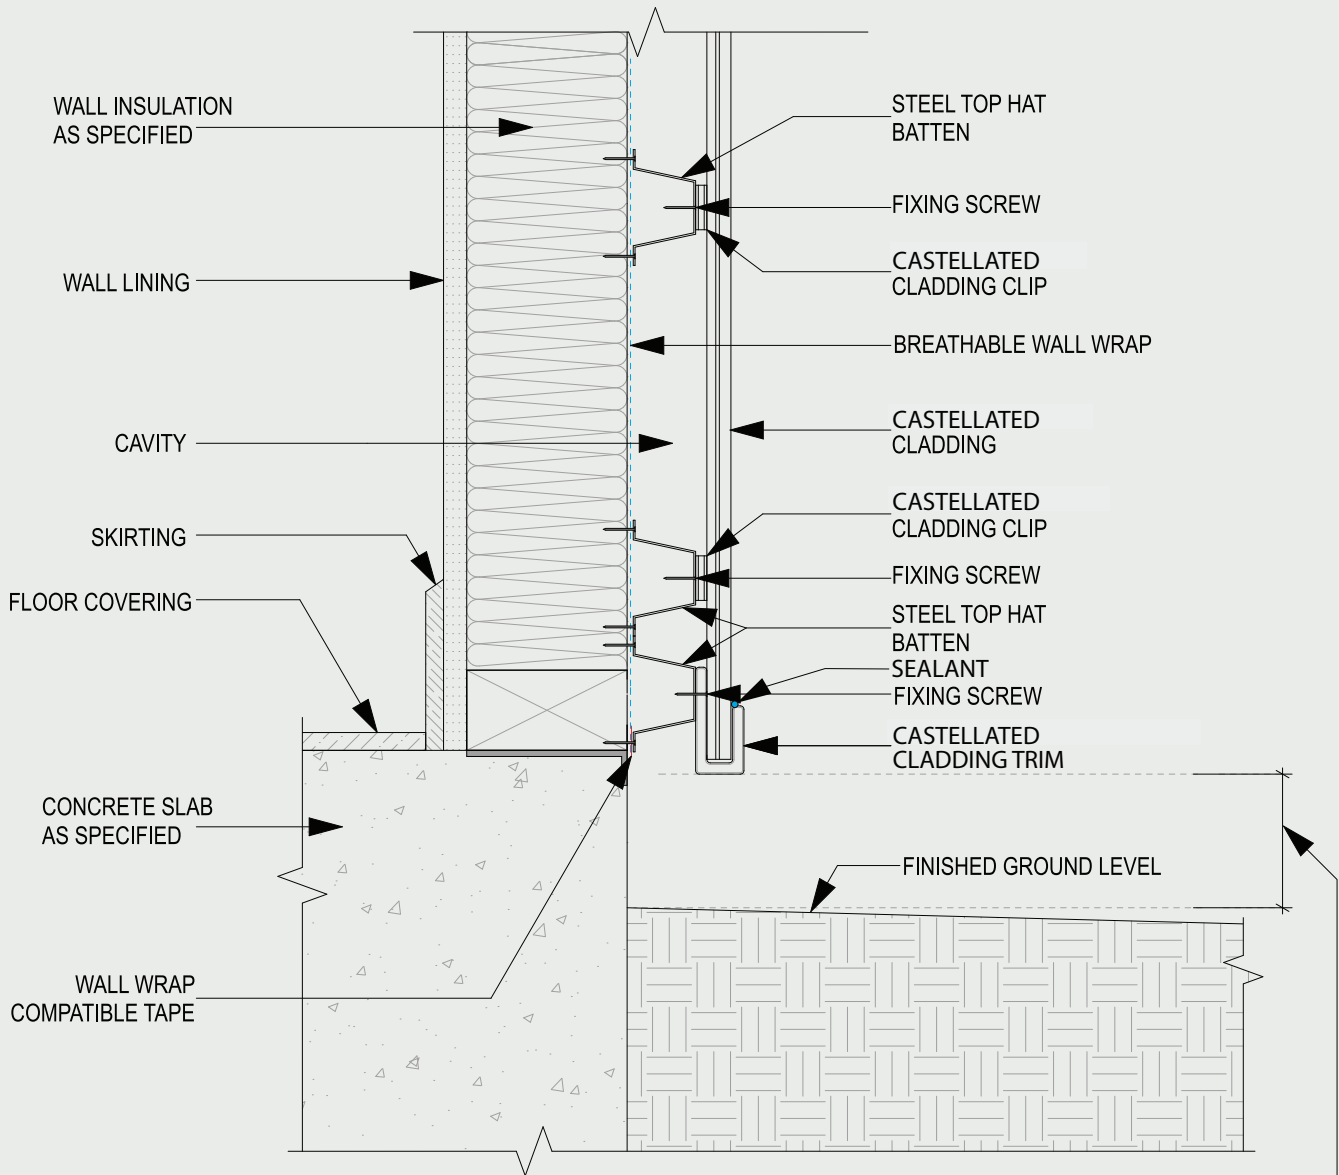 WALL INSULATION
AS SPECIFIED
WALL LINING
CAVITY
SKIRTING
FLOOR COVERING
CONCRETE SLAB
AS SPECIFIED
WALL WRAP
COMPATIBLE TAPE
STEEL TOP HAT
BATTEN
FIXING SCREW
CASTELLATED
CLADDING CLIP
BREATHABLE WALL WRAP
CASTELLATED
CLADDING
CASTELLATED
CLADDING CLIP
FIXING SCREW
STEEL TOP HAT
BATTEN
SEALANT
FIXING SCREW
CASTELLATED
CLADDING TRIM
FINISHED GROUND LEVEL